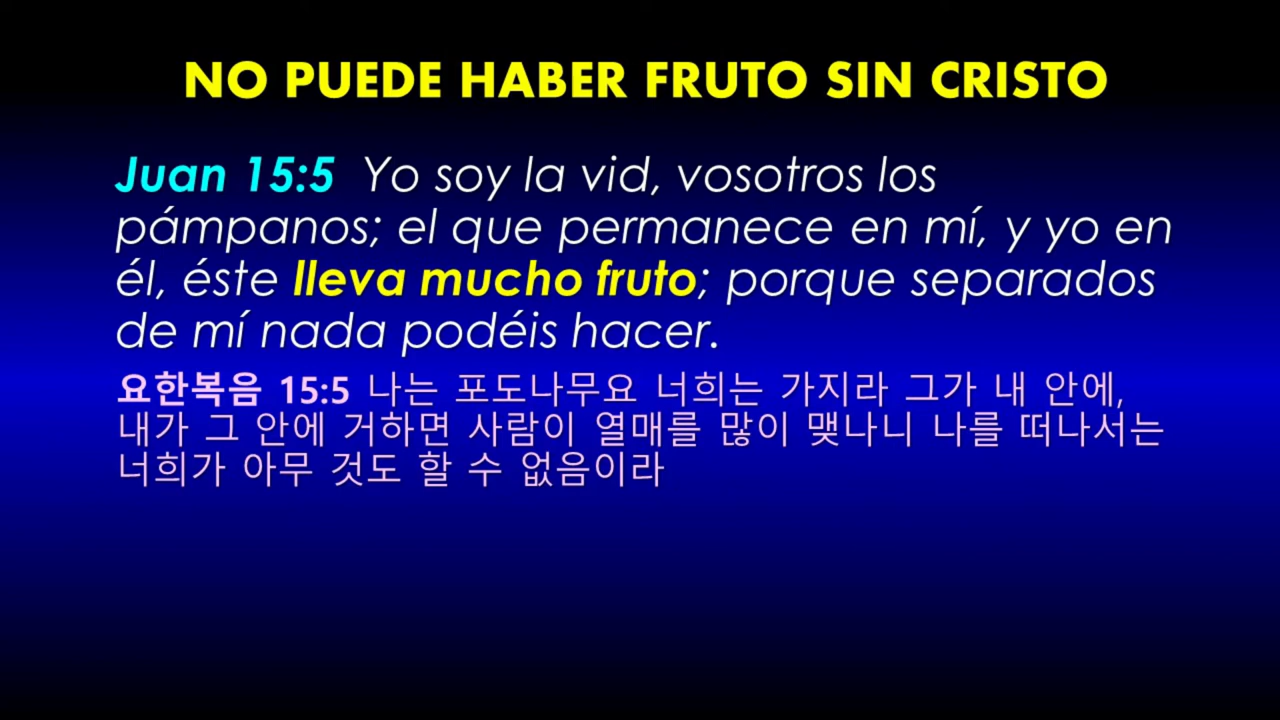 NO PUEDE HABER FRUTO SIN CRISTO
Juan 15:5 Yo soy la vid, vosotros los
pámpanos; el que permanece en mí, y yo en
él, éste lleva mucho fruto; porque separados
de mí nada podéis hacer.
요한복음 15:5 나는 포도나무요 너희는 가지라 그가 내 안에,
내가 그 안에 거하면 사람이 열매를 많이 맺나니 나를 떠나서는
너희가 아무 것도 할 수 없음이라